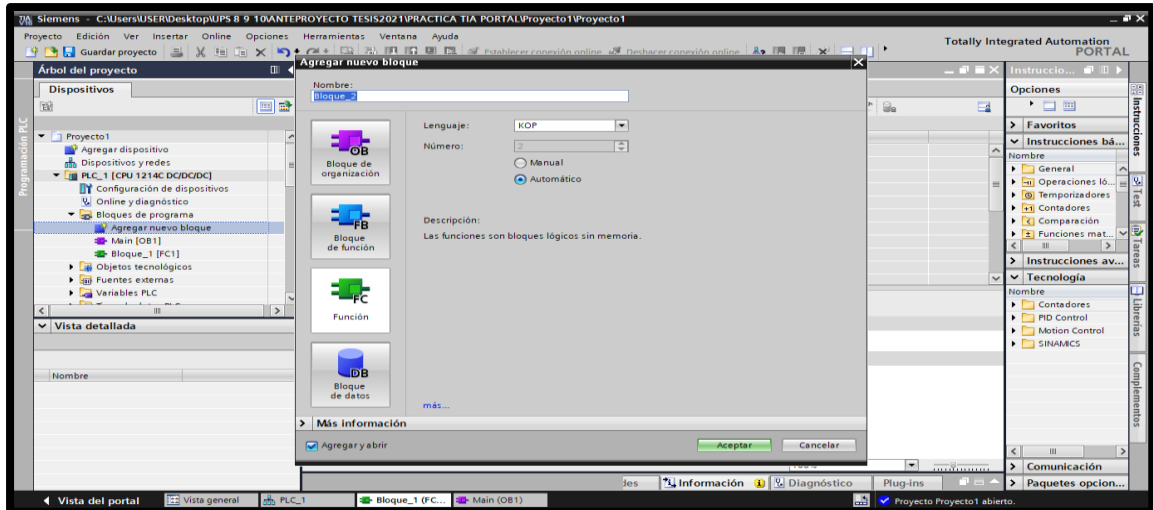 Siemens - C:\Users\USER\Desktop\UPS 8 9 10\ANTEPROYECTO TESIS2021\PRACTICA TIA PORTAL\Proyecto1\Proyecto1
Proyecto Edición Ver Insertar Online Opciones Herramientas Ventana Ayuda
Totally Integrated Automation
PORTAL
Guardar proyecto
Establecer conexión online
Deshacer conexión online
Árbol del proyecto
Dispositivos
Programación PLC
Proyecto1
Agregar dispositivo
Dispositivos y redes
PLC_1 [CPU 1214C DC/DC/DC]
Configuración de dispositivos
Online y diagnóstico
Bloques de programa
Agregar nuevo bloque
Main [OB1]
Bloque_1 [FC1]
Objetos tecnológicos
Fuentes externas
Variables PLC
Vista detallada
Nombre
Agregar nuevo bloque
Nombre:
Bloque_2
OB
Bloque de
organización
FB
Bloque
de función
FC
Función
DB
Bloque
de datos
Lenguaje:
KOP
Número:
2
Manual
Automático
Descripción:
Las funciones son bloques lógicos sin memoria.
más...
Más información
Agregar y abrir
Aceptar
Cancelar
Instruccio...
Opciones
Favoritos
Instrucciones bá...
Nombre
General
Operaciones ló...
Temporizadores
Contadores
Comparación
Funciones mat...
Instrucciones av...
Tecnología
Nombre
Contadores
PID Control
Motion Control
SINAMICS
Comunicación
Paquetes opcion...
Instrucciones
Test
Tareas
Librerías
Complementos
100%
Información
Diagnóstico
Plug-ins
Vista del portal
Vista general
PLC_1
Bloque_1 (FC...
Main (OB1)
Proyecto Proyecto1 abierto.